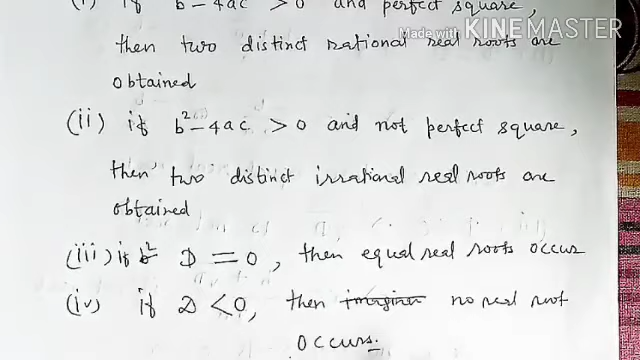 (i) if b² - 4ac > 0 and perfect square,
Made with KINEMASTER
then two distinct rational real roots are
obtained
(ii) if b² - 4ac > 0 and not perfect square,
then two distinct irrational real roots are
obtained
(iii) if D = 0, then equal real roots occur
(iv) if D < 0, then no real root
occurs.